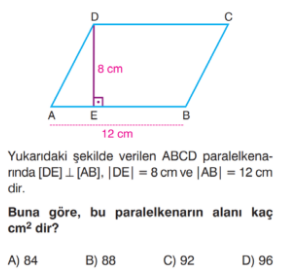 D C
8 cm
A E B
12 cm
Yukarıdaki şekilde verilen ABCD paralelkena-
rında [DE] ⊥ [AB], |DE| = 8 cm ve |AB| = 12 cm
dir.
Buna göre, bu paralelkenarın alanı kaç
cm² dir?
A) 84 B) 88 C) 92 D) 96